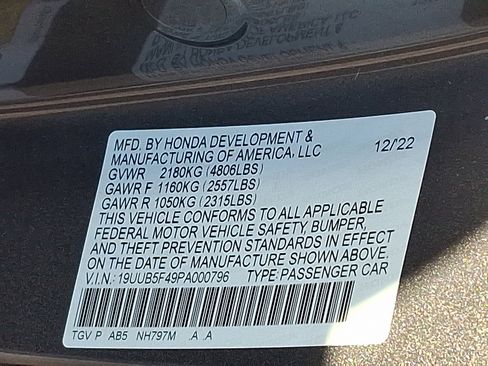 MFD. BY HONDA DEVELOPMENT &
MANUFACTURING OF AMERICA, LLC 12/22
GVWR 2180KG (4806LBS)
GAWR F 1160KG (2557LBS)
GAWR R 1050KG (2315LBS)
THIS VEHICLE CONFORMS TO ALL APPLICABLE
FEDERAL MOTOR VEHICLE SAFETY, BUMPER,
AND THEFT PREVENTION STANDARDS IN EFFECT
ON THE DATE OF MANUFACTURE SHOWN ABOVE.
V.I.N.: 19UUB5F49PA000796 TYPE:PASSENGER CAR
TGV P AB5 NH797M .A .A